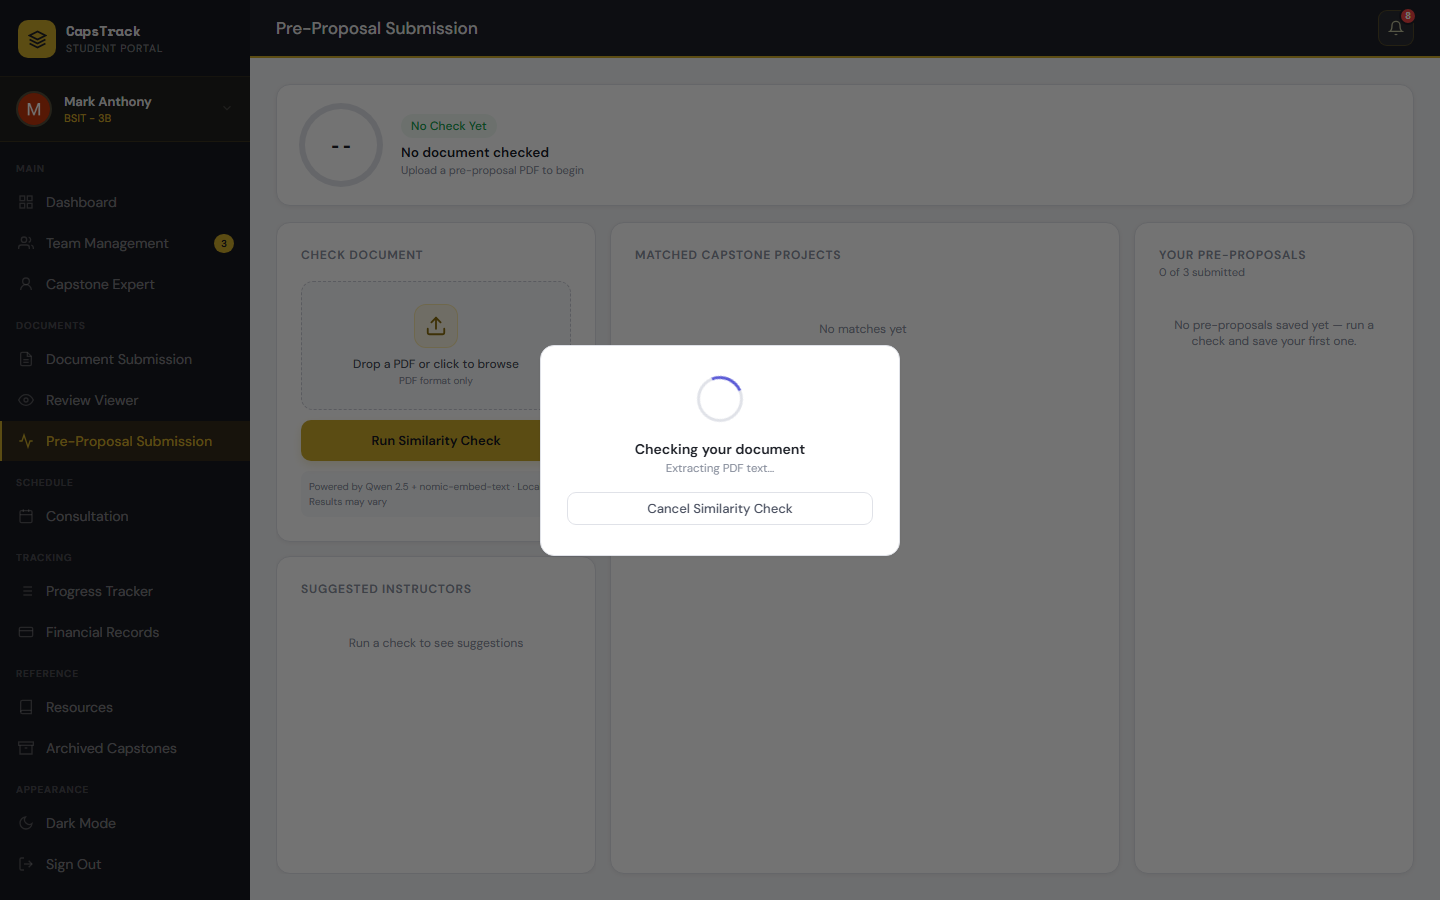 CapsTrack
STUDENT PORTAL
M
Mark Anthony
BSIT - 3B
MAIN
Dashboard
Team Management
3
Capstone Expert
DOCUMENTS
Document Submission
Review Viewer
Pre-Proposal Submission
SCHEDULE
Consultation
TRACKING
Progress Tracker
Financial Records
REFERENCE
Resources
Archived Capstones
APPEARANCE
Dark Mode
Sign Out
Pre-Proposal Submission
8
--
No Check Yet
No document checked
Upload a pre-proposal PDF to begin
CHECK DOCUMENT
Drop a PDF or click to browse
PDF format only
Run Similarity Check
Powered by Qwen 2.5 + nomic-embed-text · Loca
Results may vary
SUGGESTED INSTRUCTORS
Run a check to see suggestions
MATCHED CAPSTONE PROJECTS
No matches yet
YOUR PRE-PROPOSALS
0 of 3 submitted
No pre-proposals saved yet — run a
check and save your first one.
Checking your document
Extracting PDF text…
Cancel Similarity Check